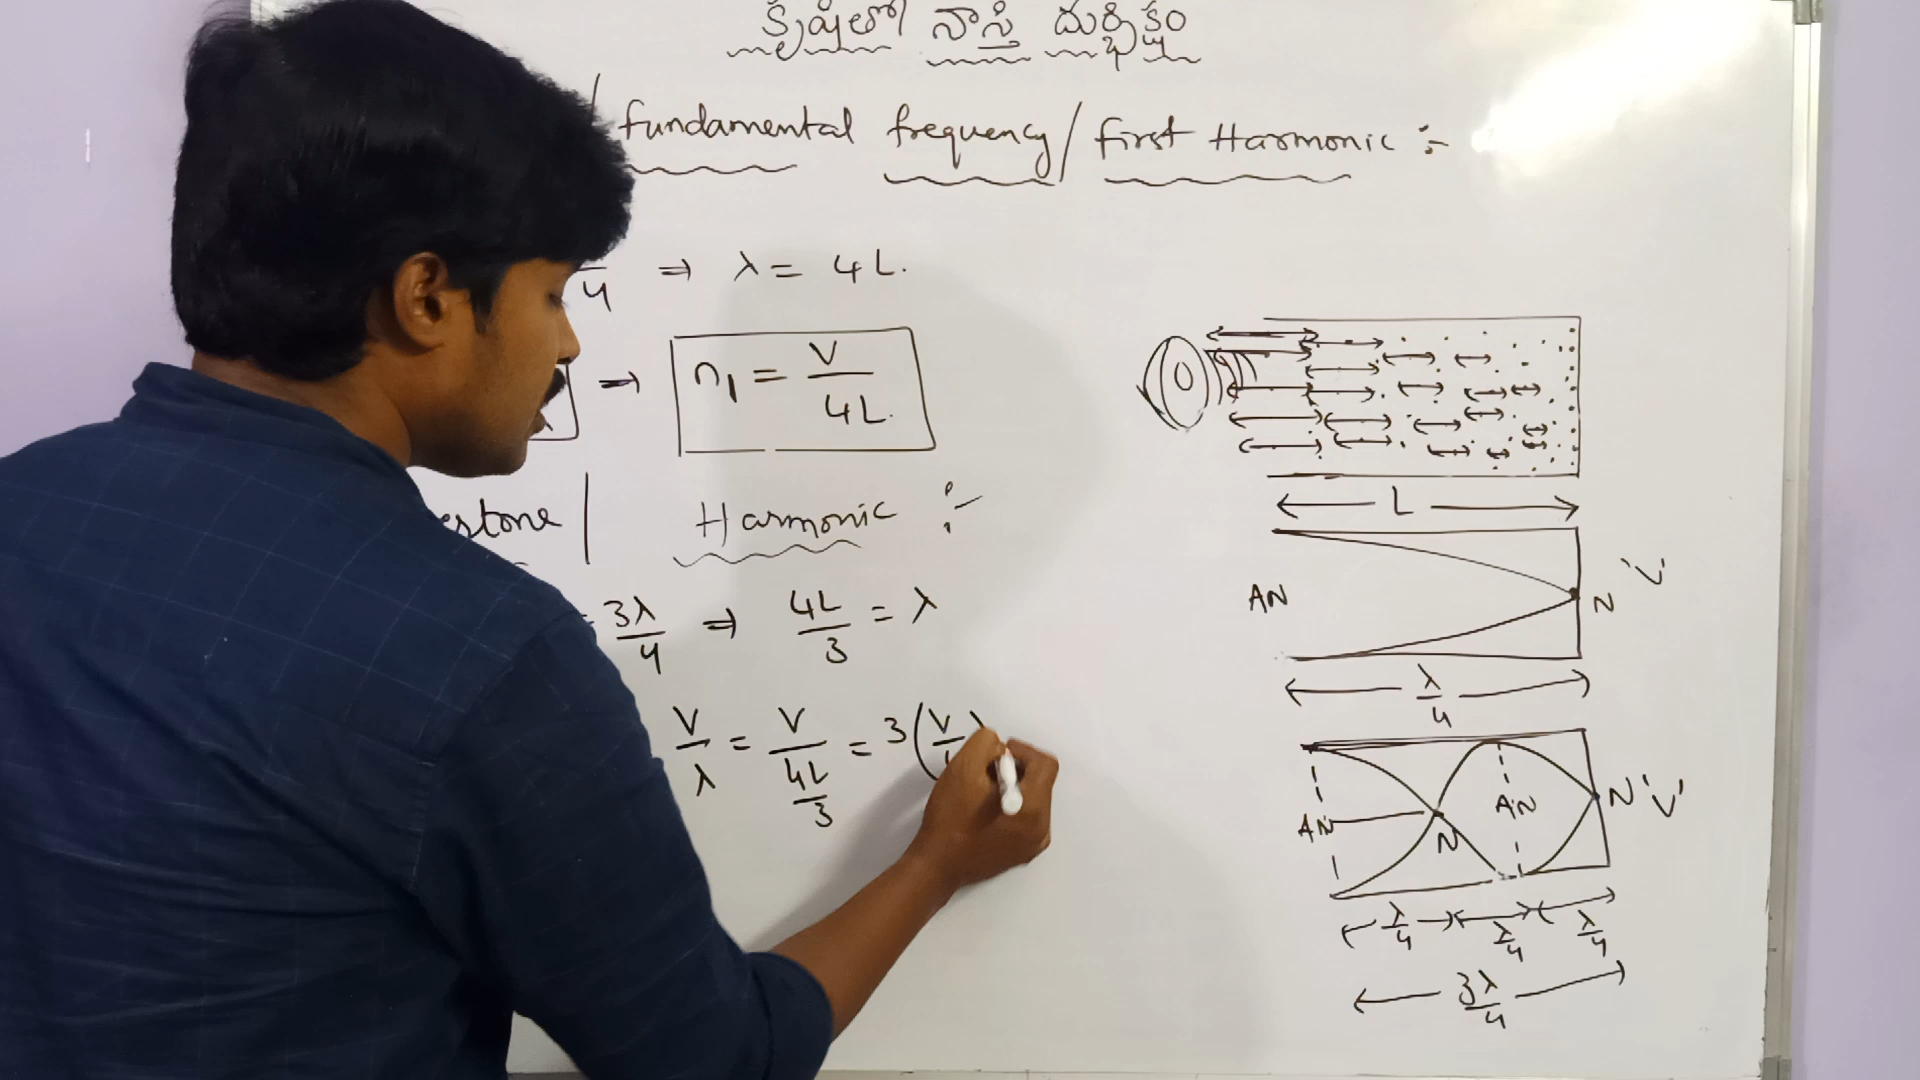 కృషితో నాస్తి దుర్భిక్షం
/ fundamental frequency / first Harmonic :-
4 ⇒ λ = 4L.
→ n₁ = V/4L.
estone / Harmonic :-
= 3λ/4 ⇒ 4L/3 = λ
V/λ = V/(4L/3) = 3(V/
L
AN N 'V'
λ/4
AN N AN N 'V'
λ/4 λ/4 λ/4
3λ/4